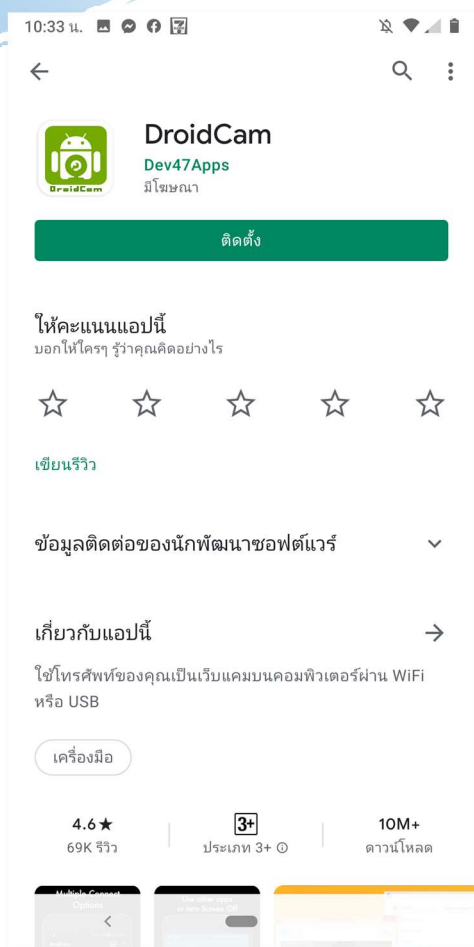 10:33 น.
DroidCam
DroidCam
Dev47Apps
มีโฆษณา
ติดตั้ง
ให้คะแนนแอปนี้
บอกให้ใครๆ รู้ว่าคุณคิดอย่างไร
เขียนรีวิว
ข้อมูลติดต่อของนักพัฒนาซอฟต์แวร์
เกี่ยวกับแอปนี้
ใช้โทรศัพท์ของคุณเป็นเว็บแคมบนคอมพิวเตอร์ผ่าน WiFi
หรือ USB
เครื่องมือ
4.6★ 3+ 10M+
69K รีวิว ประเภท 3+ ดาวน์โหลด
Multiple Connect
Options
Use other apps
or turn Screen Off